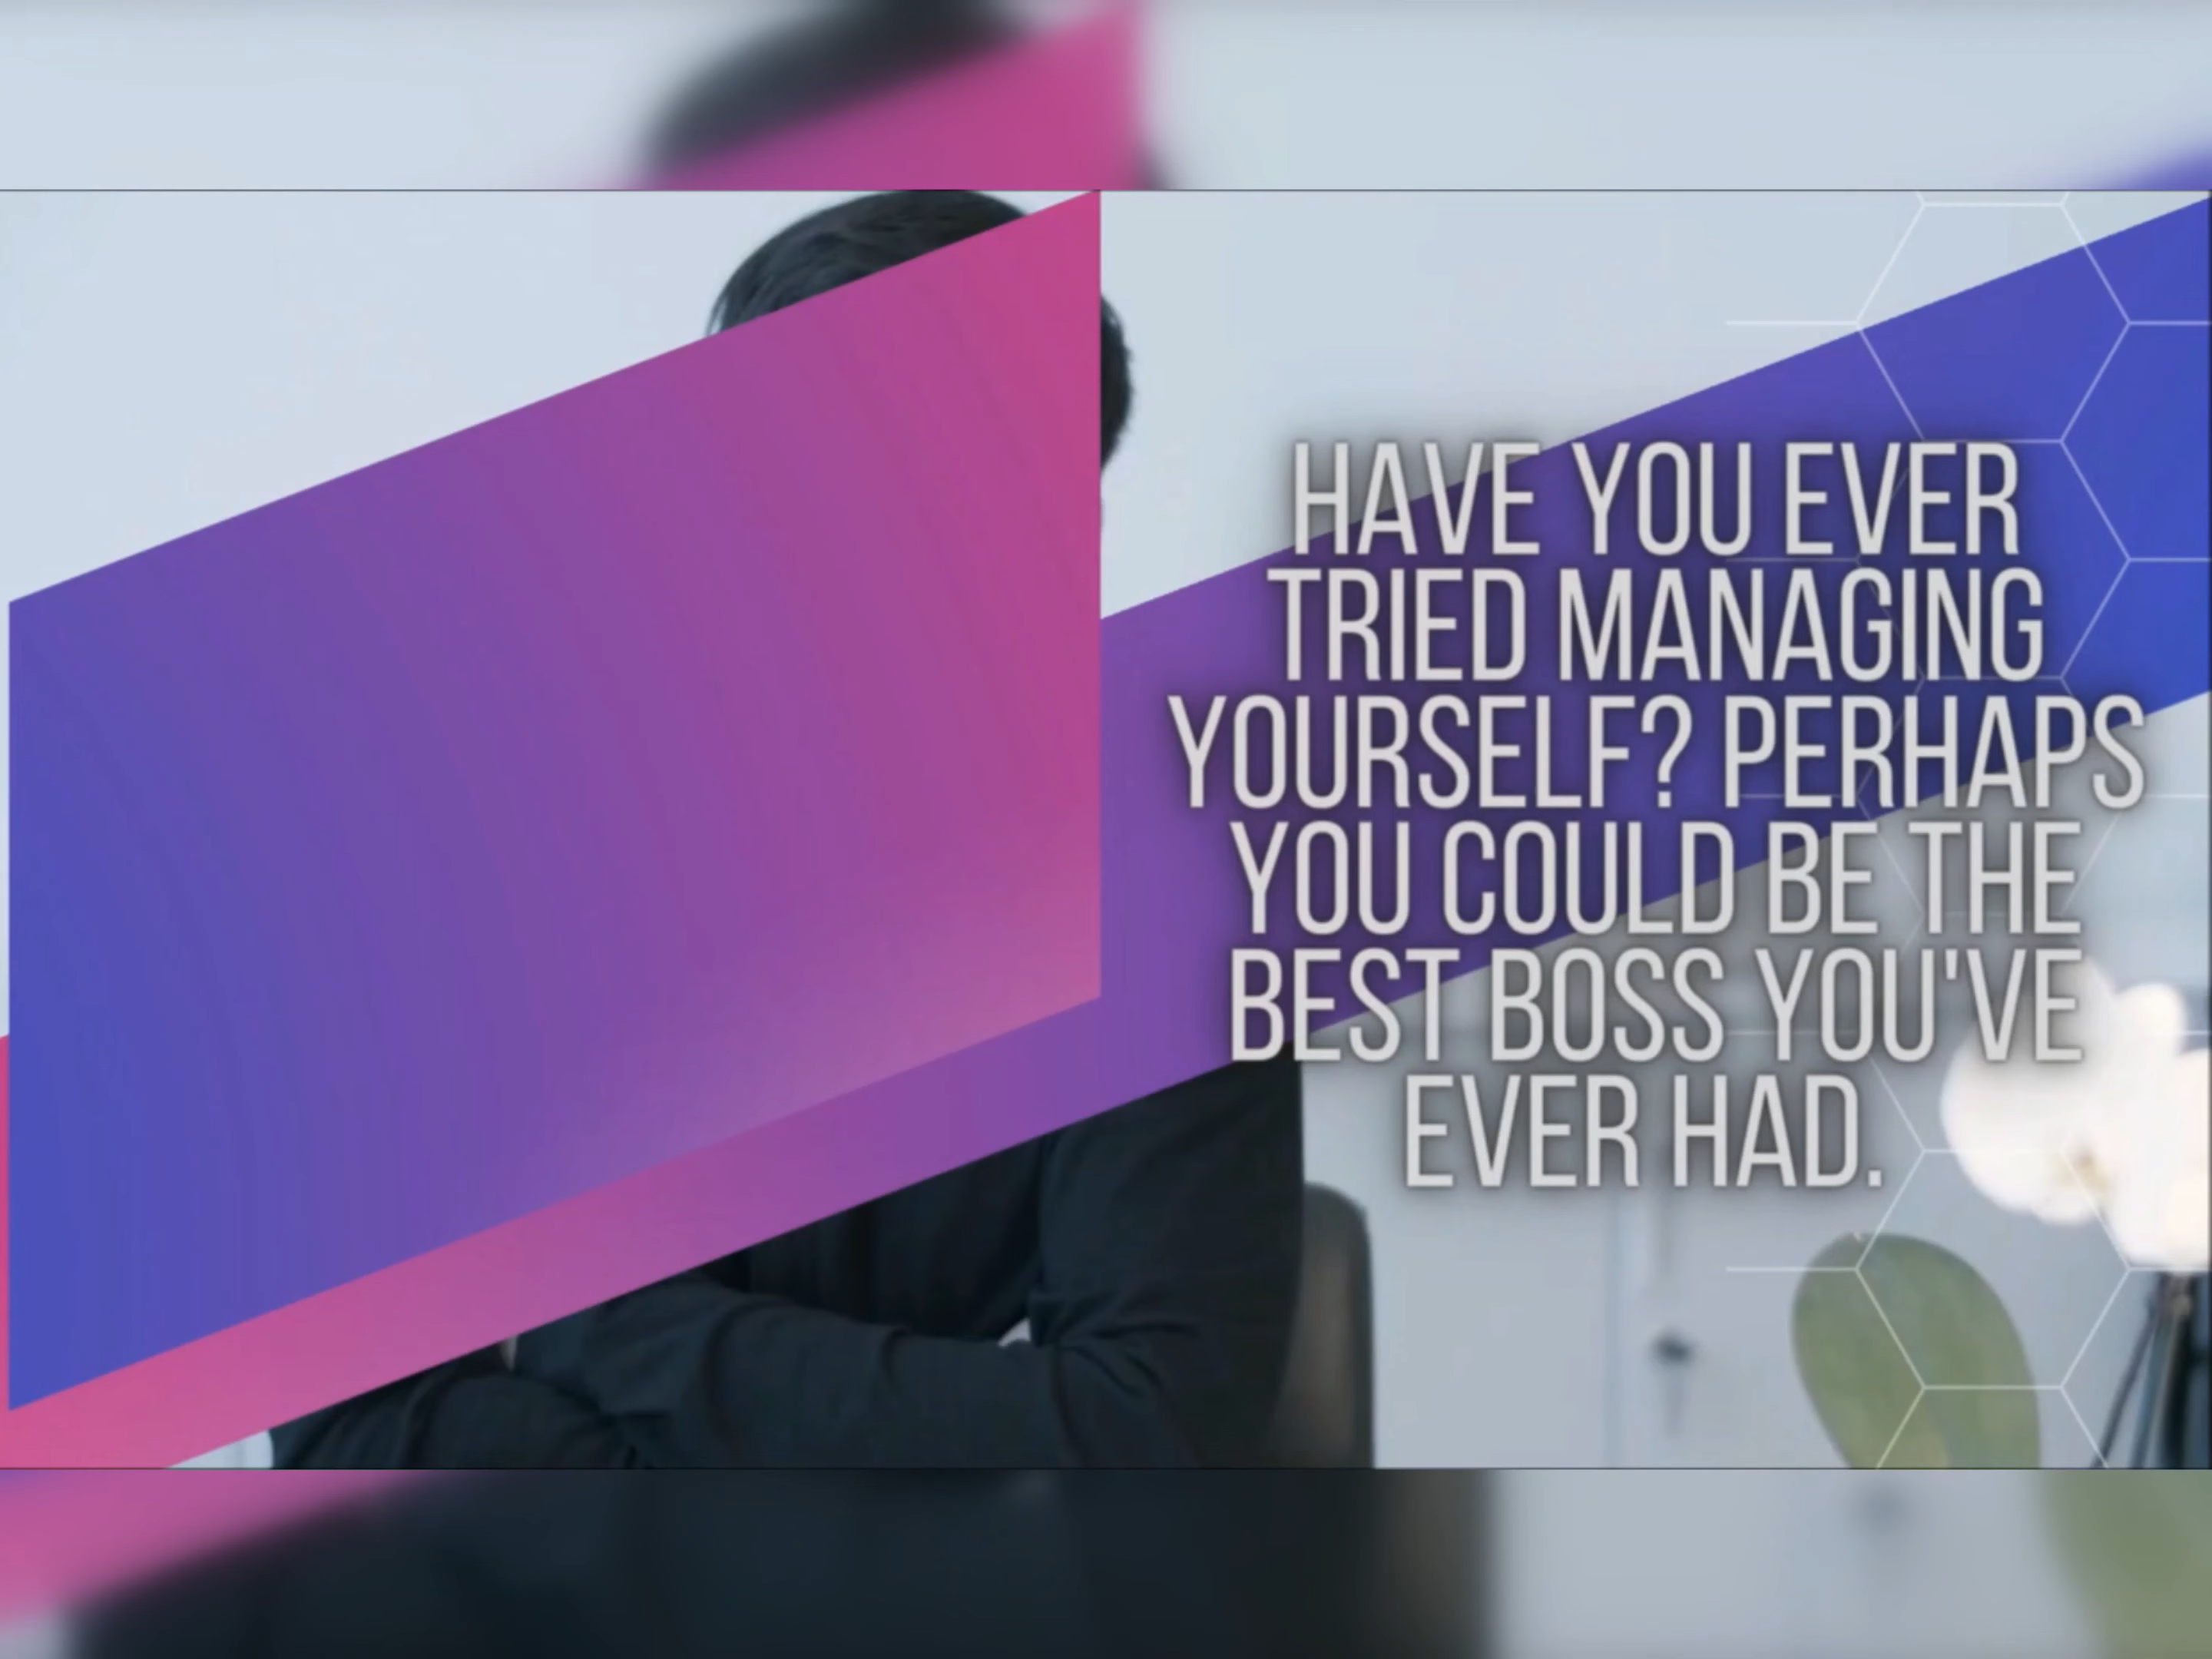 HAVE YOU EVER
TRIED MANAGING
YOURSELF? PERHAPS
YOU COULD BE THE
BEST BOSS YOU'VE
EVER HAD.